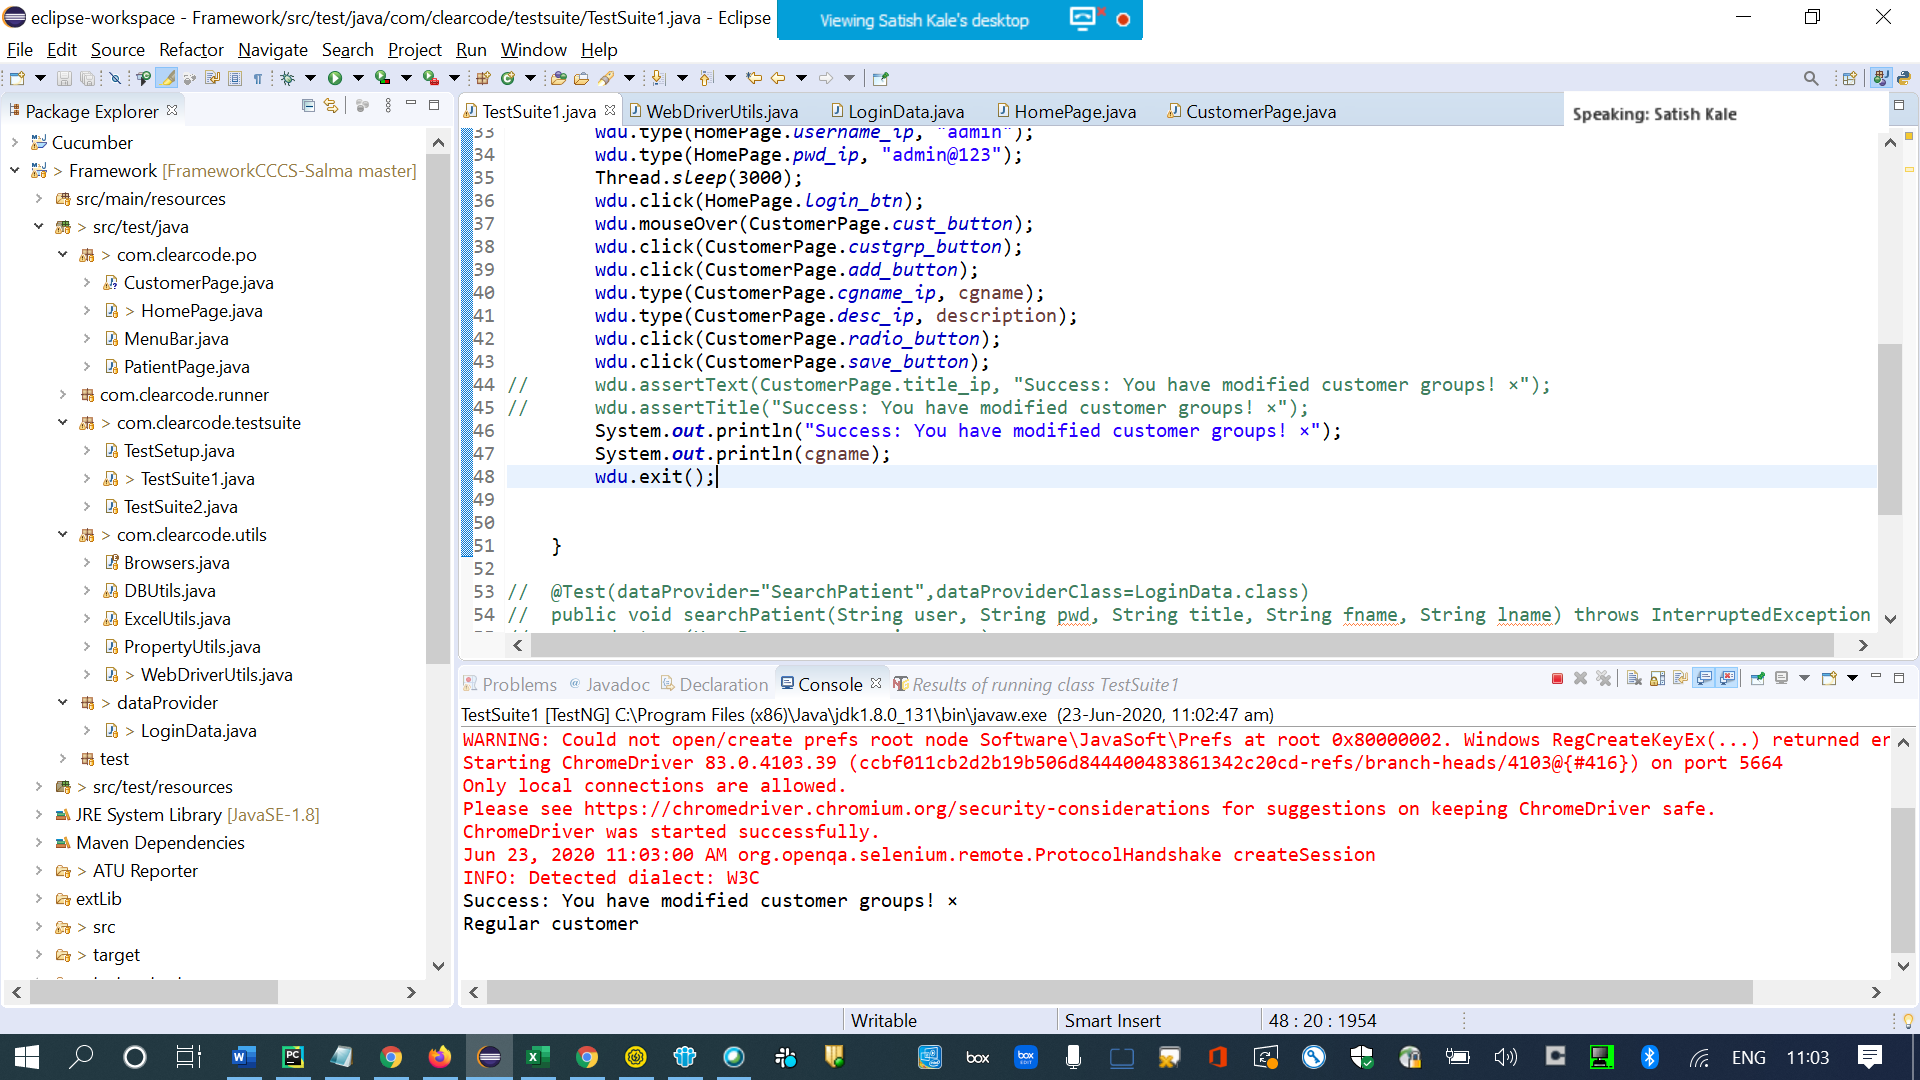 eclipse-workspace - Framework/src/test/java/com/clearcode/testsuite/TestSuite1.java - Eclipse
Viewing Satish Kale's desktop
File Edit Source Refactor Navigate Search Project Run Window Help
Package Explorer
Cucumber
> Framework [FrameworkCCCS-Salma master]
src/main/resources
> src/test/java
> com.clearcode.po
CustomerPage.java
> HomePage.java
MenuBar.java
PatientPage.java
com.clearcode.runner
> com.clearcode.testsuite
TestSetup.java
> TestSuite1.java
TestSuite2.java
> com.clearcode.utils
Browsers.java
DBUtils.java
ExcelUtils.java
PropertyUtils.java
> WebDriverUtils.java
> dataProvider
> LoginData.java
test
> src/test/resources
JRE System Library [JavaSE-1.8]
Maven Dependencies
> ATU Reporter
extLib
> src
> target
TestSuite1.java WebDriverUtils.java LoginData.java HomePage.java CustomerPage.java
Speaking: Satish Kale
33 wdu.type(HomePage.username_ip, "admin");
34 wdu.type(HomePage.pwd_ip, "admin@123");
35 Thread.sleep(3000);
36 wdu.click(HomePage.login_btn);
37 wdu.mouseOver(CustomerPage.cust_button);
38 wdu.click(CustomerPage.custgrp_button);
39 wdu.click(CustomerPage.add_button);
40 wdu.type(CustomerPage.cgname_ip, cgname);
41 wdu.type(CustomerPage.desc_ip, description);
42 wdu.click(CustomerPage.radio_button);
43 wdu.click(CustomerPage.save_button);
44 // wdu.assertText(CustomerPage.title_ip, "Success: You have modified customer groups! ×");
45 // wdu.assertTitle("Success: You have modified customer groups! ×");
46 System.out.println("Success: You have modified customer groups! ×");
47 System.out.println(cgname);
48 wdu.exit();
49
50
51 }
52
53 // @Test(dataProvider="SearchPatient",dataProviderClass=LoginData.class)
54 // public void searchPatient(String user, String pwd, String title, String fname, String lname) throws InterruptedException
Problems Javadoc Declaration Console Results of running class TestSuite1
TestSuite1 [TestNG] C:\Program Files (x86)\Java\jdk1.8.0_131\bin\javaw.exe (23-Jun-2020, 11:02:47 am)
WARNING: Could not open/create prefs root node Software\JavaSoft\Prefs at root 0x80000002. Windows RegCreateKeyEx(...) returned er
Starting ChromeDriver 83.0.4103.39 (ccbf011cb2d2b19b506d844400483861342c20cd-refs/branch-heads/4103@{#416}) on port 5664
Only local connections are allowed.
Please see https://chromedriver.chromium.org/security-considerations for suggestions on keeping ChromeDriver safe.
ChromeDriver was started successfully.
Jun 23, 2020 11:03:00 AM org.openqa.selenium.remote.ProtocolHandshake createSession
INFO: Detected dialect: W3C
Success: You have modified customer groups! ×
Regular customer
Writable Smart Insert 48 : 20 : 1954
box box ENG 11:03